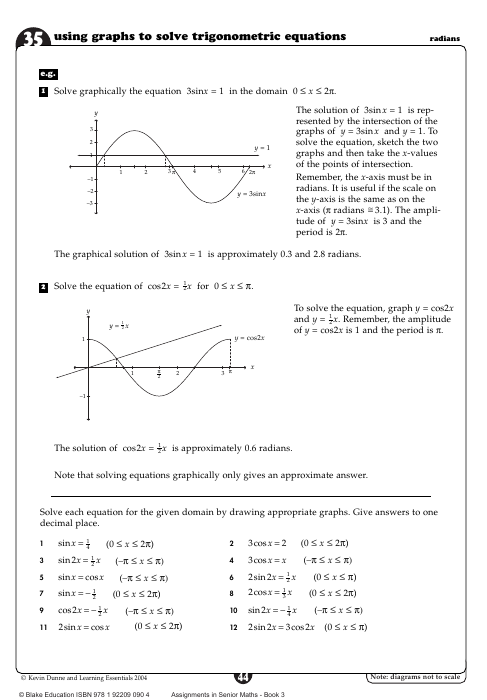 35 using graphs to solve trigonometric equations radians
e.g.
1 Solve graphically the equation 3sinx = 1 in the domain 0 ≤ x ≤ 2π.
The solution of 3sinx = 1 is rep-
resented by the intersection of the
graphs of y = 3sinx and y = 1. To
solve the equation, sketch the two
graphs and then take the x-values
of the points of intersection.
Remember, the x-axis must be in
radians. It is useful if the scale on
the y-axis is the same as on the
x-axis (π radians ≅ 3.1). The ampli-
tude of y = 3sinx is 3 and the
period is 2π.
y
3
2
1
y = 1
x
1 2 3 π 4 5 6 2π
−1
−2
−3
y = 3sinx
The graphical solution of 3sinx = 1 is approximately 0.3 and 2.8 radians.
2 Solve the equation of cos2x = ½x for 0 ≤ x ≤ π.
To solve the equation, graph y = cos2x
and y = ½x. Remember, the amplitude
of y = cos2x is 1 and the period is π.
y
y = ½x
1
y = cos2x
x
1 π/2 2 3 π
−1
The solution of cos2x = ½x is approximately 0.6 radians.
Note that solving equations graphically only gives an approximate answer.
Solve each equation for the given domain by drawing appropriate graphs. Give answers to one
decimal place.
1 sinx = ¼ (0 ≤ x ≤ 2π) 2 3cosx = 2 (0 ≤ x ≤ 2π)
3 sin2x = ½x (−π ≤ x ≤ π) 4 3cosx = x (−π ≤ x ≤ π)
5 sinx = cosx (−π ≤ x ≤ π) 6 2sin2x = ½x (0 ≤ x ≤ π)
7 sinx = −½ (0 ≤ x ≤ 2π) 8 2cosx = ⅓x (0 ≤ x ≤ 2π)
9 cos2x = −½x (−π ≤ x ≤ π) 10 sin2x = −¼x (−π ≤ x ≤ π)
11 2sinx = cosx (0 ≤ x ≤ 2π) 12 2sin2x = 3cos2x (0 ≤ x ≤ π)
© Kevin Dunne and Learning Essentials 2004 44 Note: diagrams not to scale
© Blake Education ISBN 978 1 92209 090 4 Assignments in Senior Maths - Book 3